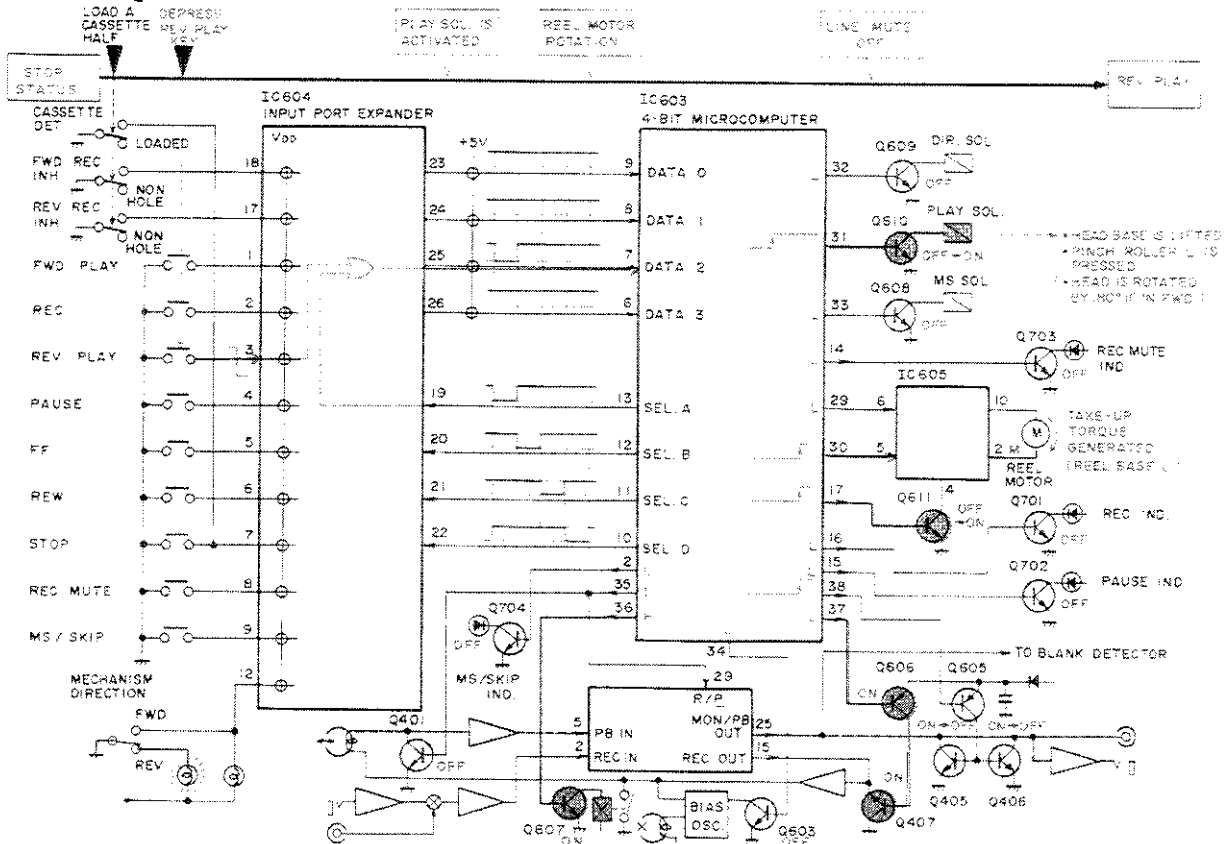 LOAD A
CASSETTE
HALF
DEPRESS
REV PLAY
KEY
PLAY SOL. IS
ACTIVATED
REEL MOTOR
ROTATION
LINE MUTE
OFF
STOP
STATUS
REV PLAY
CASSETTE
DET
LOADED
FWD REC
INH
NON
HOLE
REV REC
INH
NON
HOLE
FWD PLAY
REC
REV PLAY
PAUSE
FF
REW
STOP
REC MUTE
MS/SKIP
MECHANISM
DIRECTION
FWD
REV
IC604
INPUT PORT EXPANDER
VDD
18
17
1
2
3
4
5
6
7
8
9
12
23
24
25
26
19
20
21
22
+5V
IC603
4-BIT MICROCOMPUTER
9 DATA 0
8 DATA 1
7 DATA 2
6 DATA 3
13 SEL. A
12 SEL. B
11 SEL. C
10 SEL D
2
35
36
34
32
31
33
14
29
30
17
16
15
38
37
Q609
OFF
DIR. SOL
Q610
OFF→ON
PLAY SOL.
HEAD BASE IS LIFTED
PRESSED
HEAD IS ROTATED
Q608
OFF
MS SOL
Q703
OFF
REC MUTE
IND
IC605
6
5
10
2
4
M
M
REEL
MOTOR
TAKE-UP
TORQUE
GENERATED
Q611
OFF
→ON
Q701
OFF
REC IND.
Q702
OFF
PAUSE IND
TO BLANK DETECTOR
Q704
OFF
MS/SKIP
IND.
29
R/P
5 PB IN
2 REC IN
MON/PB
OUT 25
REC OUT 15
Q401
OFF
Q606
ON
Q605
ON→OFF
ON→OFF
Q405
Q406
ON
Q407
Q607
ON
BIAS
OSC.
Q603
OFF